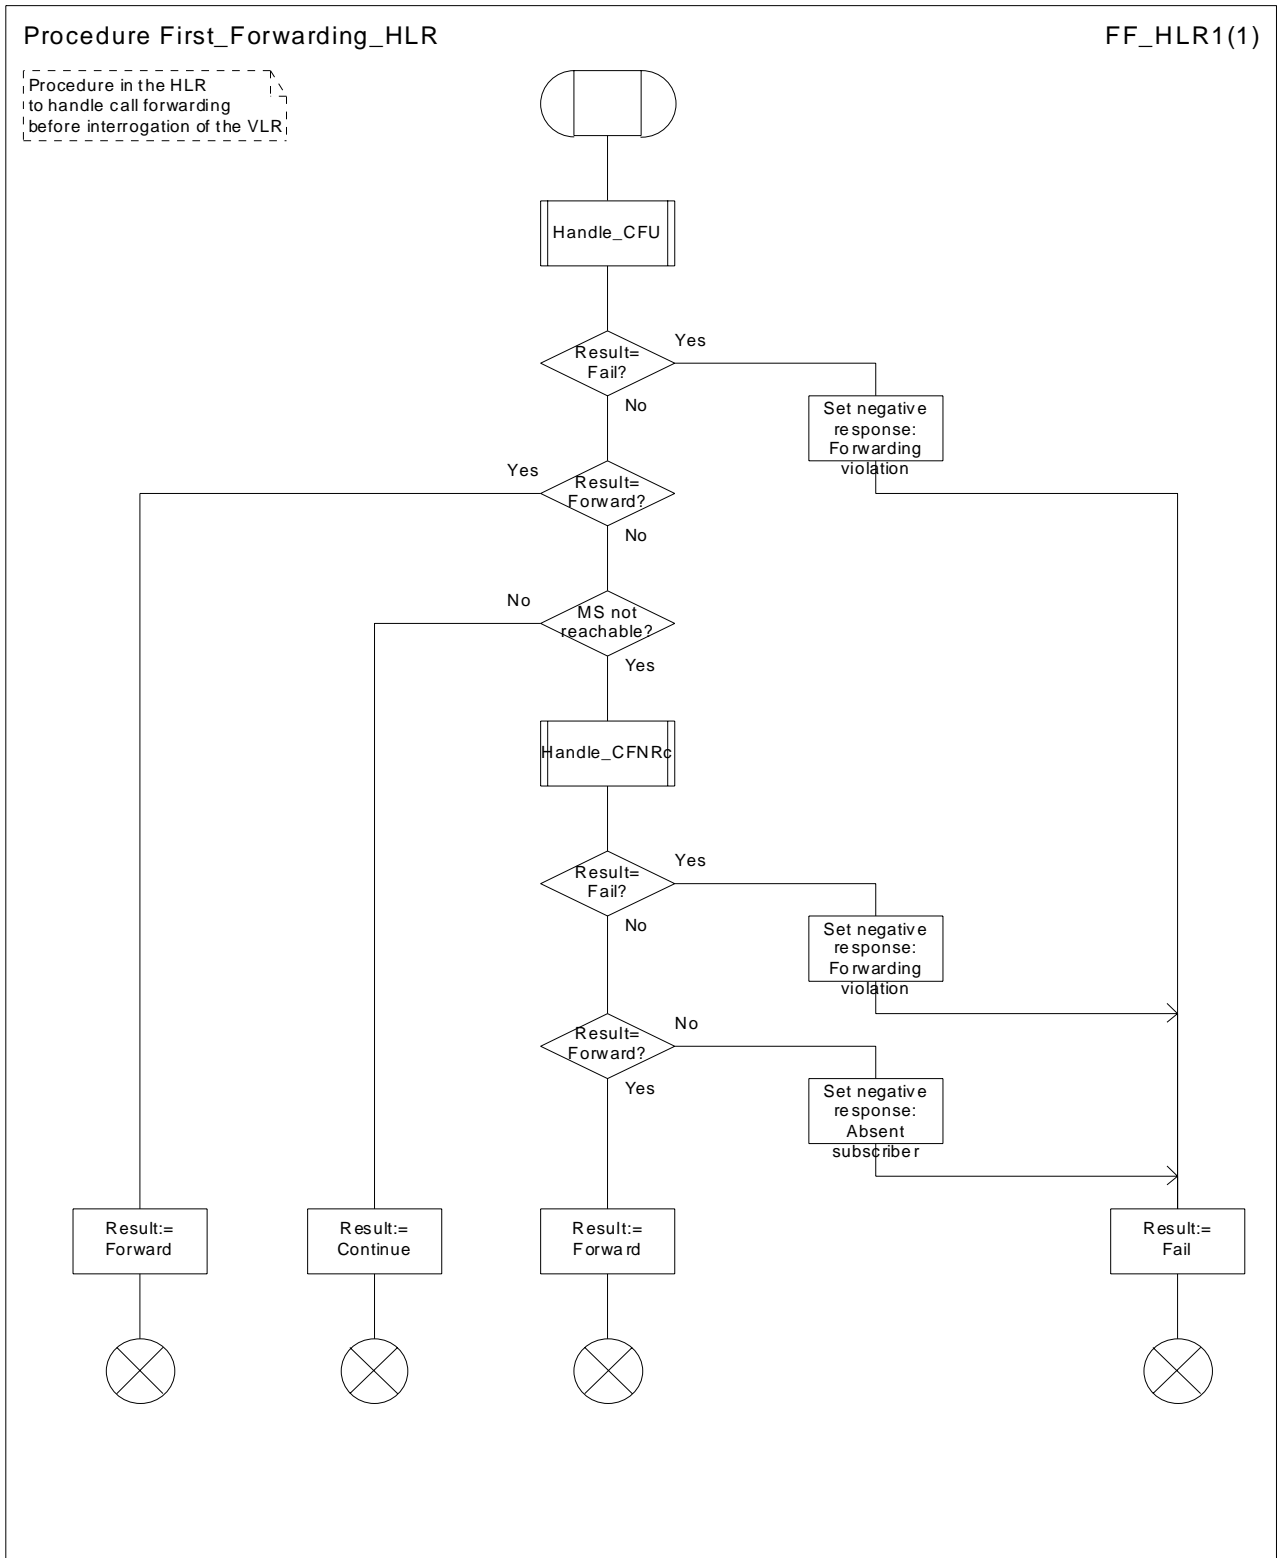 Procedure First_Forwarding_HLR
FF_HLR1(1)
Procedure in the HLR
to handle call forwarding
before interrogation of the VLR
Handle_CFU
Result=
Fail?
Yes
No
Set negative
response:
Forwarding
violation
Yes
Result=
Forward?
No
No
MS not
reachable?
Yes
Handle_CFNRc
Result=
Fail?
Yes
No
Set negative
response:
Forwarding
violation
Result=
Forward?
No
Yes
Set negative
response:
Absent
subscriber
Result:=
Forward
Result:=
Continue
Result:=
Forward
Result:=
Fail